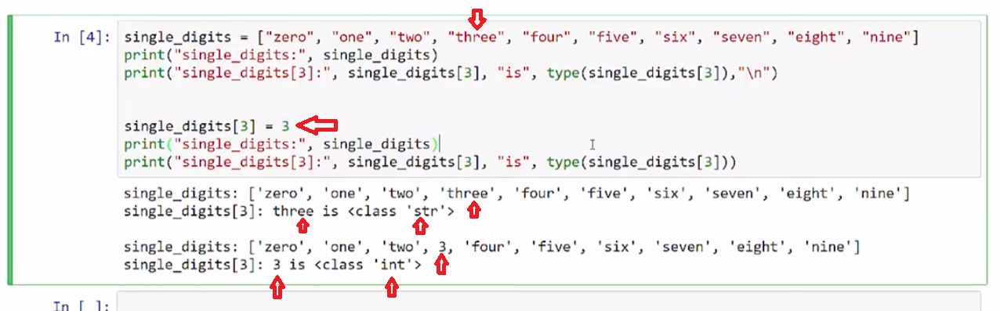 In [4]: single_digits = ["zero", "one", "two", "three", "four", "five", "six", "seven", "eight", "nine"]
print("single_digits:", single_digits)
print("single_digits[3]:", single_digits[3], "is", type(single_digits[3]),"\n")
single_digits[3] = 3
print("single_digits:", single_digits)
print("single_digits[3]:", single_digits[3], "is", type(single_digits[3]))
single_digits: ['zero', 'one', 'two', 'three', 'four', 'five', 'six', 'seven', 'eight', 'nine']
single_digits[3]: three is <class 'str'>
single_digits: ['zero', 'one', 'two', 3, 'four', 'five', 'six', 'seven', 'eight', 'nine']
single_digits[3]: 3 is <class 'int'>
In [ ]: